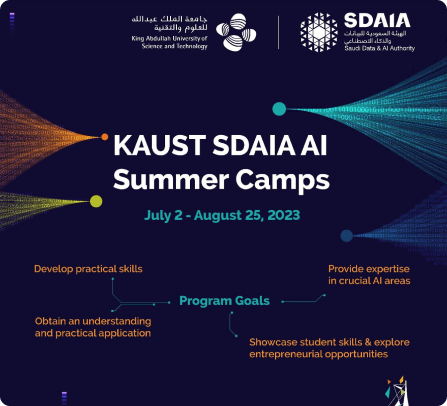 جامعة الملك عبدالله
للعلوم والتقنية
King Abdullah University of
Science and Technology
SDAIA
الهيئة السعودية للبيانات
والذكاء الاصطناعي
Saudi Data & AI Authority
KAUST SDAIA AI
Summer Camps
July 2 - August 25, 2023
Develop practical skills
Provide expertise
in crucial AI areas
Program Goals
Obtain an understanding
and practical application
Showcase student skills & explore
entrepreneurial opportunities